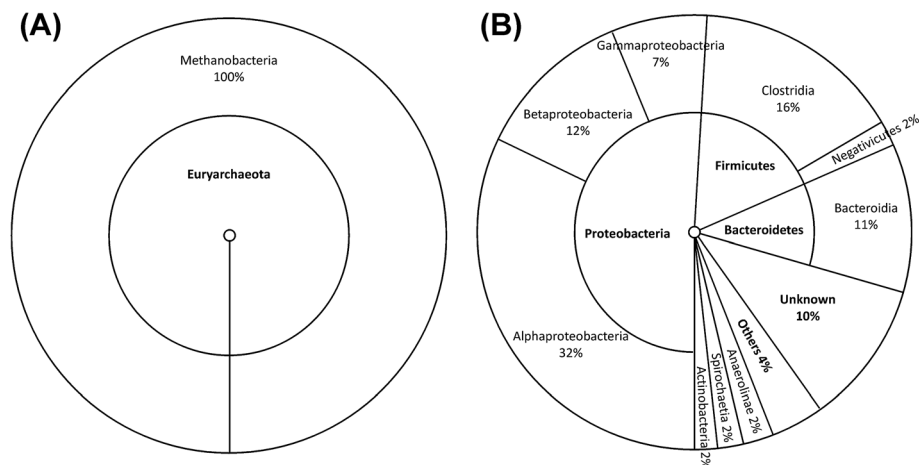 (A)
Methanobacteria
100%
Euryarchaeota
(B)
Gammaproteobacteria
7%
Clostridia
16%
Betaproteobacteria
12%
Negativicutes 2%
Firmicutes
Bacteroidia
11%
Proteobacteria
Bacteroidetes
Unknown
10%
Alphaproteobacteria
32%
Others 4%
Anaerolinae 2%
Spirochaetia 2%
Actinobacteria 2%